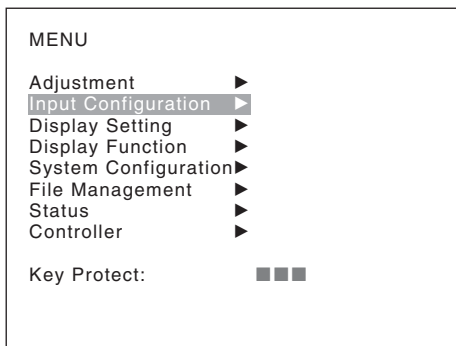 MENU
Adjustment ▶
Input Configuration ▶
Display Setting ▶
Display Function ▶
System Configuration ▶
File Management ▶
Status ▶
Controller ▶
Key Protect: ■■■